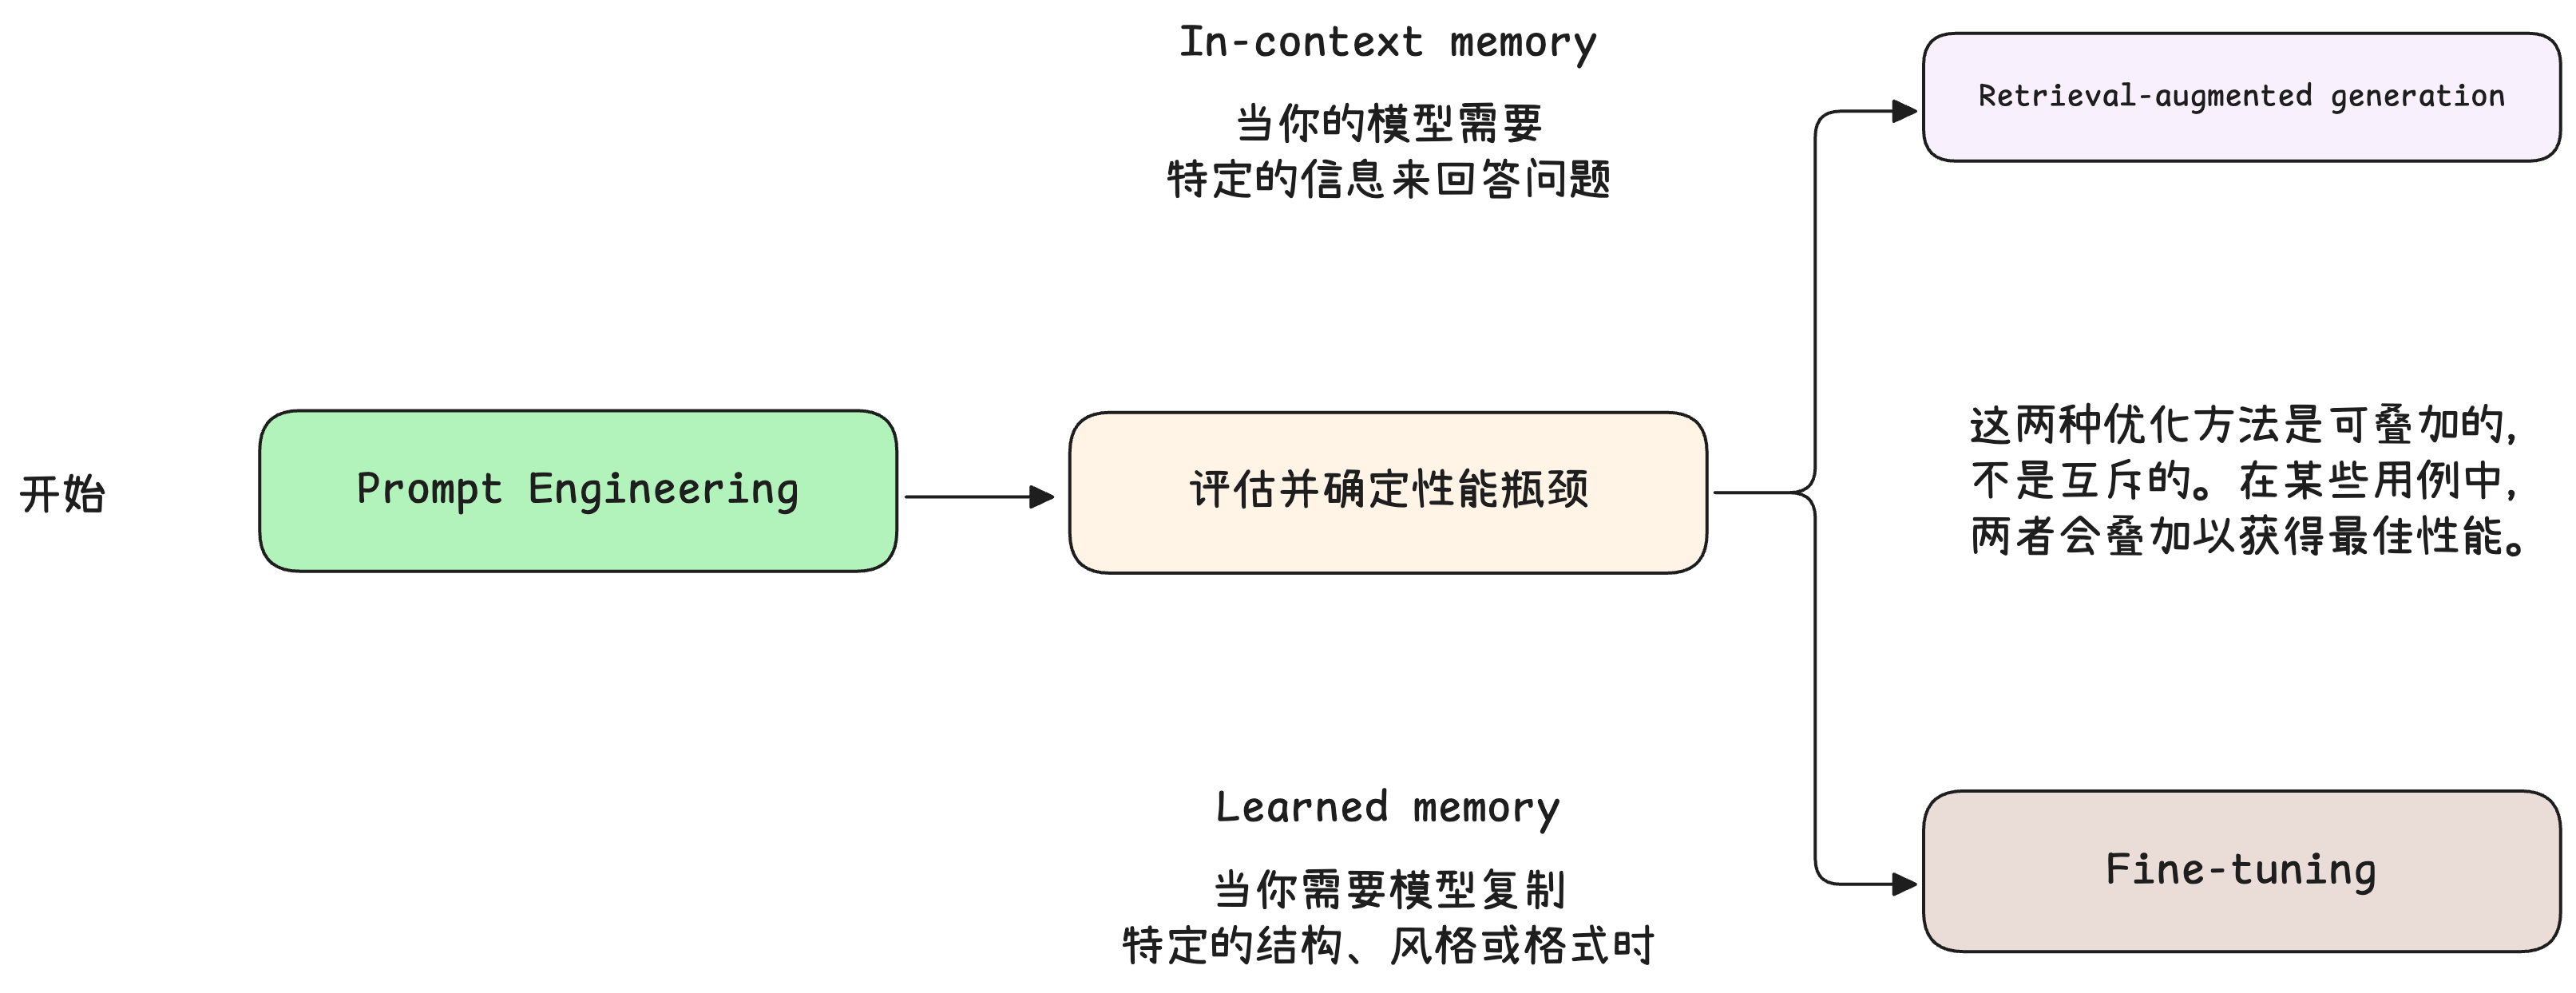 In-context memory
当你的模型需要
特定的信息来回答问题
Retrieval-augmented generation
开始
Prompt Engineering
评估并确定性能瓶颈
这两种优化方法是可叠加的，
不是互斥的。在某些用例中，
两者会叠加以获得最佳性能。
Learned memory
当你需要模型复制
特定的结构、风格或格式时
Fine-tuning